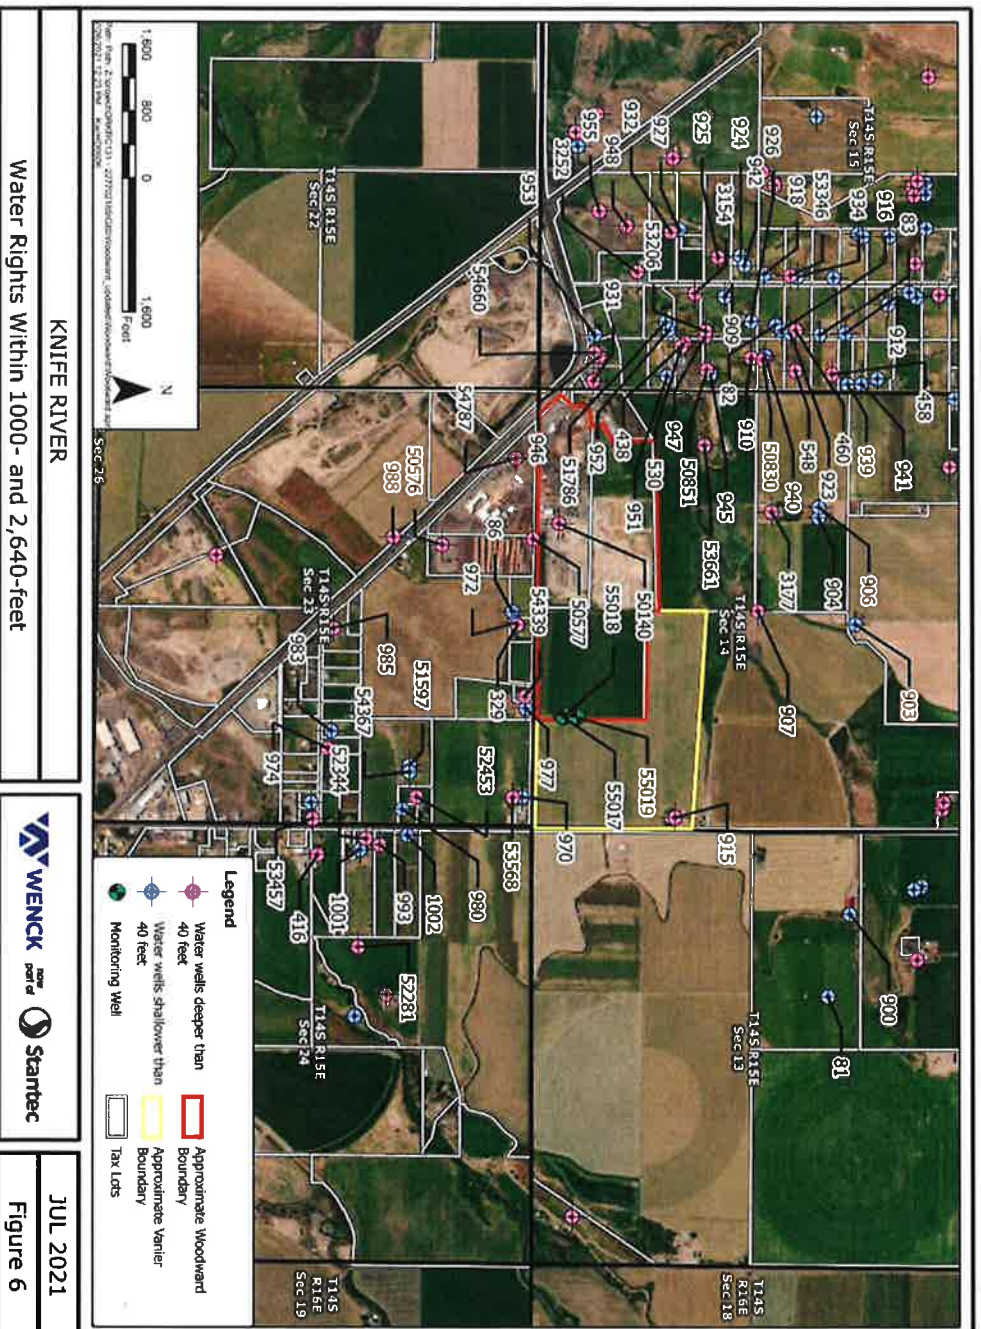 T14S R15E
Sec 15
T14S R15E
Sec 22
T14S R15E
Sec 14
T14S R15E
Sec 23
Sec 26
T14S R15E
Sec 13
T14S R15E
Sec 24
T14S
R16E
Sec 18
T14S
R16E
Sec 19
83
916
934
53346
918
926
942
924
925
3154
927
932
948
955
3252
953
53206
931
54660
912
909
82
458
941
939
460
923
548
940
50830
910
945
50851
947
53661
530
438
951
952
51786
946
54787
50576
988
86
972
54339
50577
55018
50140
3177
904
906
903
907
329
51597
985
983
54367
52344
974
977
52453
55019
55017
915
970
53568
980
1002
993
1001
416
53457
52281
900
81
1,600
800
0
1,600
Feet
N
Legend
Water wells deeper than
40 feet
Water wells shallower than
40 feet
Monitoring Well
Approximate Woodward
Boundary
Approximate Vanier
Boundary
Tax Lots
KNIFE RIVER
Water Rights Within 1000- and 2,640-feet
WENCK
now
part of
Stantec
JUL 2021
Figure 6